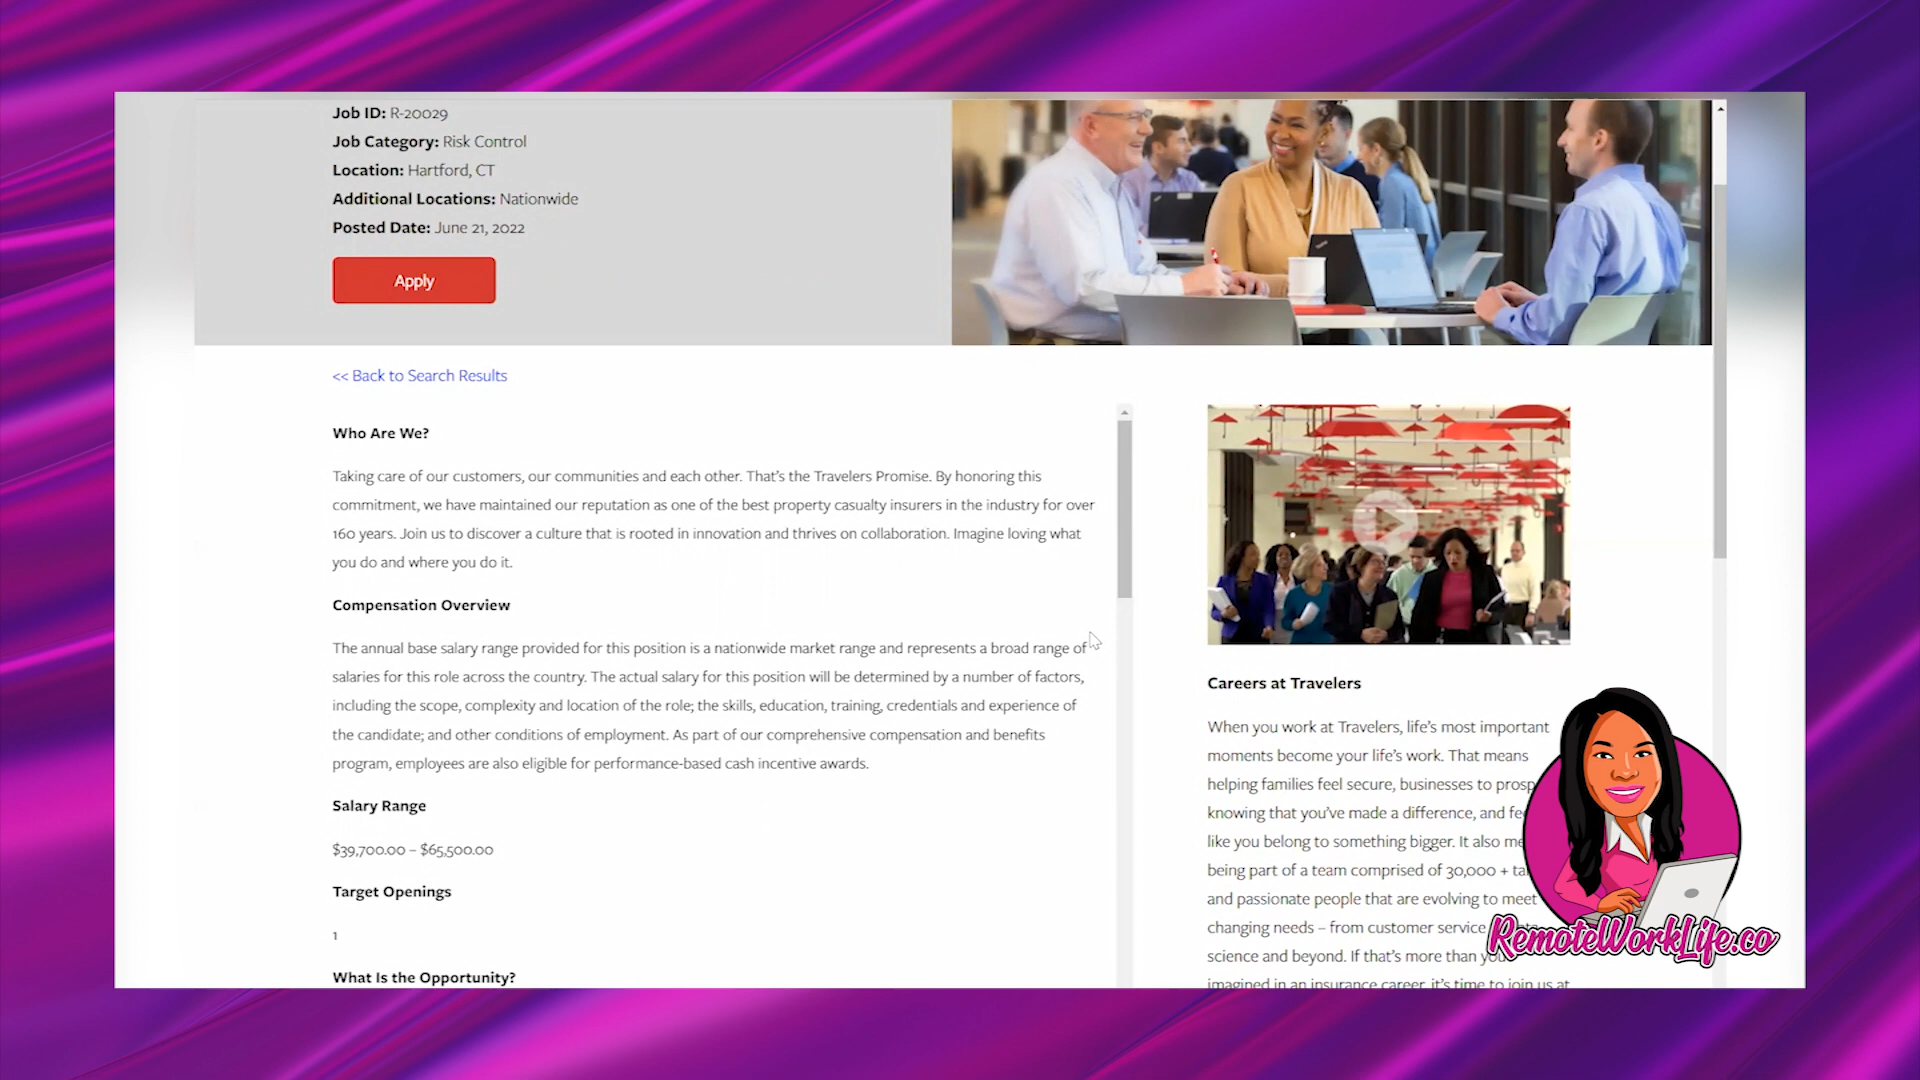 Job ID: R-20029
Job Category: Risk Control
Location: Hartford, CT
Additional Locations: Nationwide
Posted Date: June 21, 2022
Apply
<< Back to Search Results
Who Are We?
Taking care of our customers, our communities and each other. That's the Travelers Promise. By honoring this
commitment, we have maintained our reputation as one of the best property casualty insurers in the industry for over
160 years. Join us to discover a culture that is rooted in innovation and thrives on collaboration. Imagine loving what
you do and where you do it.
Compensation Overview
The annual base salary range provided for this position is a nationwide market range and represents a broad range of
salaries for this role across the country. The actual salary for this position will be determined by a number of factors,
including the scope, complexity and location of the role; the skills, education, training, credentials and experience of
the candidate; and other conditions of employment. As part of our comprehensive compensation and benefits
program, employees are also eligible for performance-based cash incentive awards.
Salary Range
$39,700.00 – $65,500.00
Target Openings
1
What Is the Opportunity?
Careers at Travelers
When you work at Travelers, life's most important
moments become your life's work. That means
helping families feel secure, businesses to prosp
knowing that you've made a difference, and fe
like you belong to something bigger. It also me
being part of a team comprised of 30,000 + ta
and passionate people that are evolving to meet
changing needs – from customer service
science and beyond. If that's more than
imagined in an insurance career, it's time to join us at
RemoteWorkLife.co